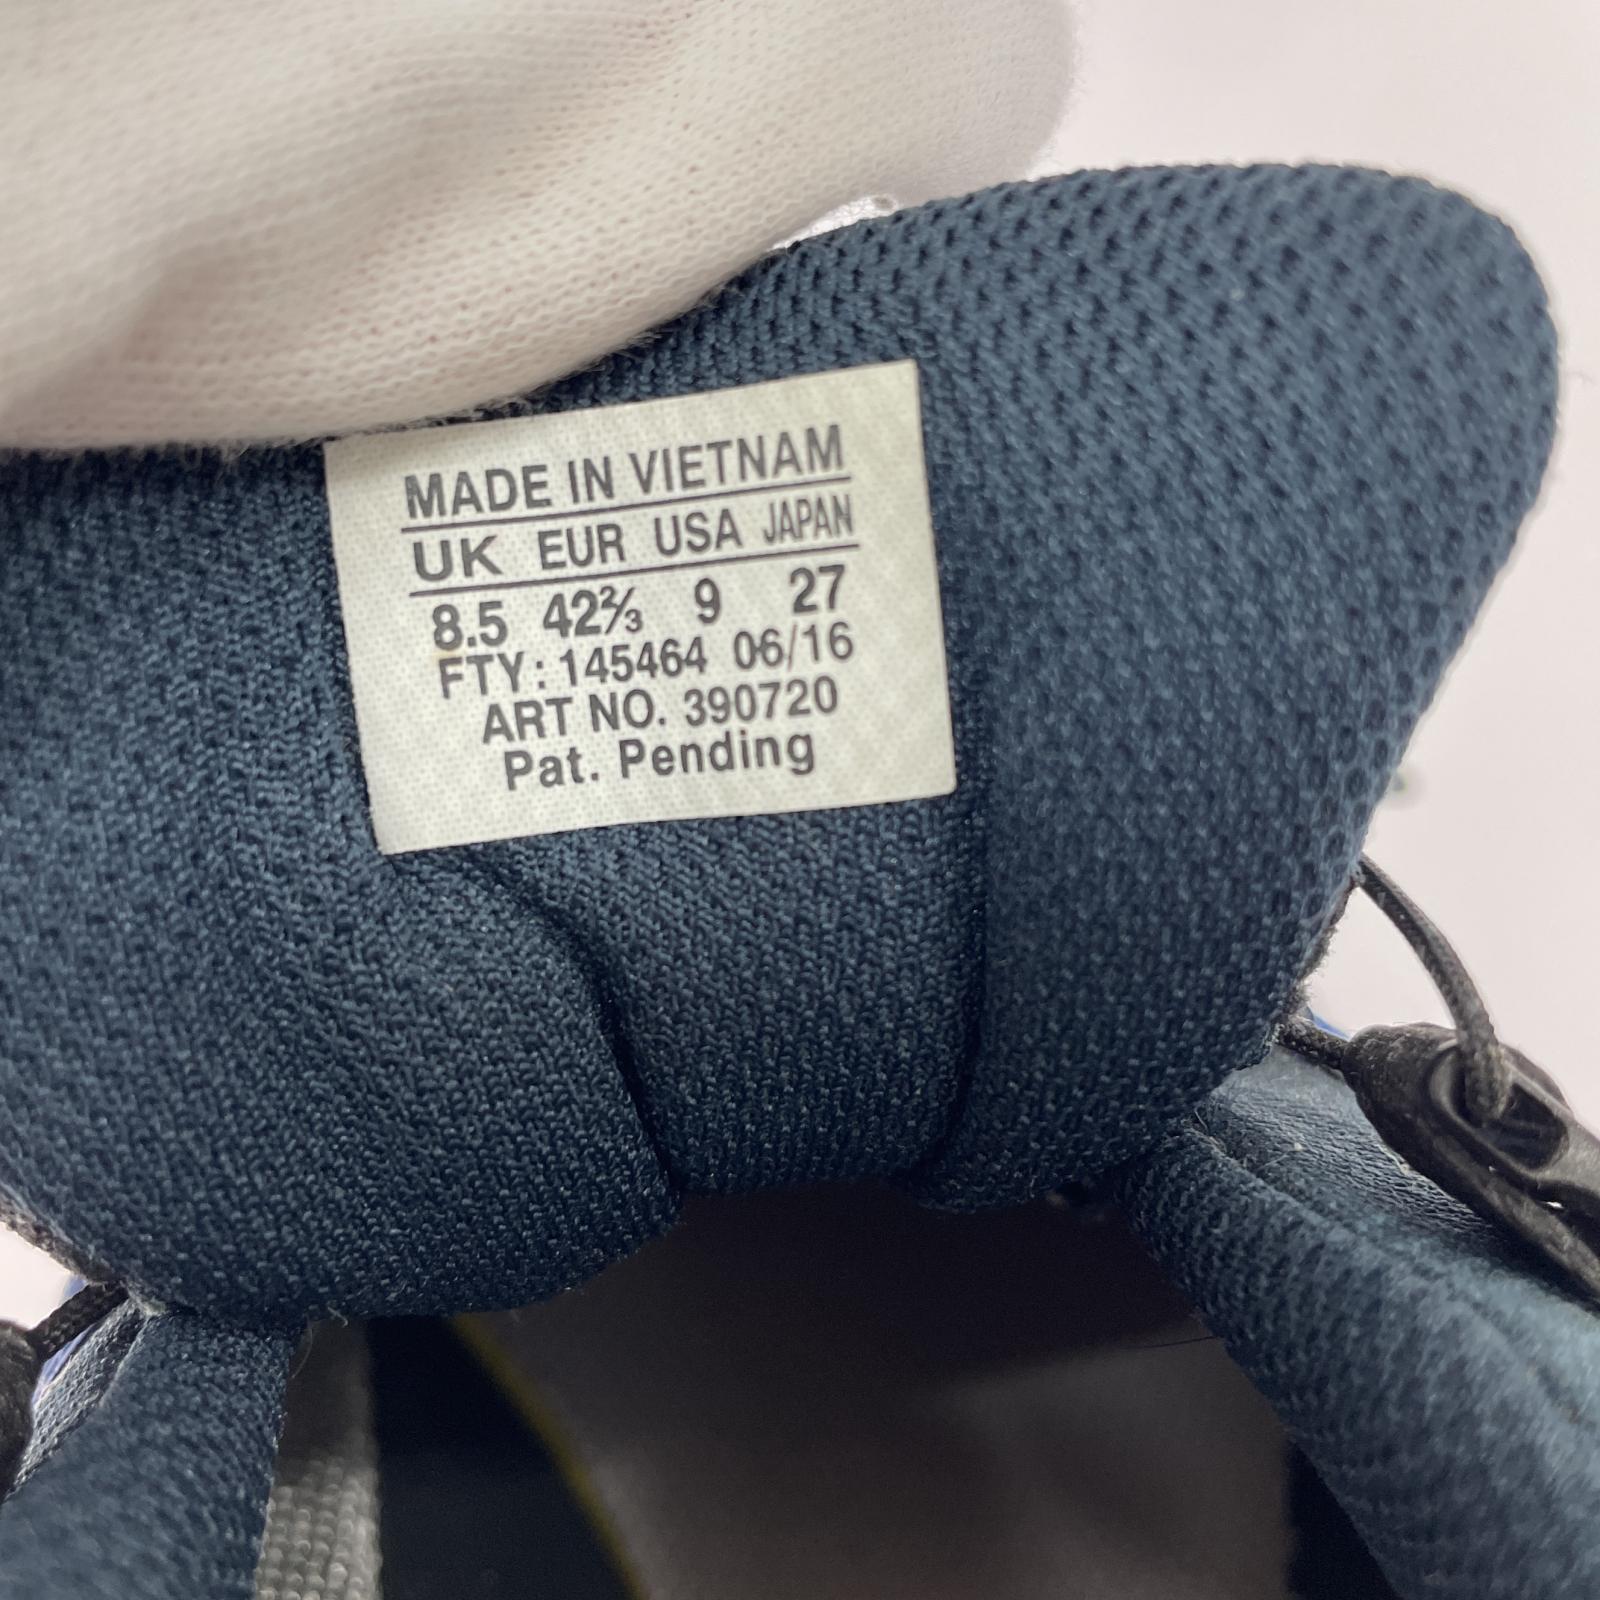 MADE IN VIETNAM
UK EUR USA JAPAN
8.5 42⅔ 9 27
FTY: 145464 06/16
ART NO. 390720
Pat. Pending